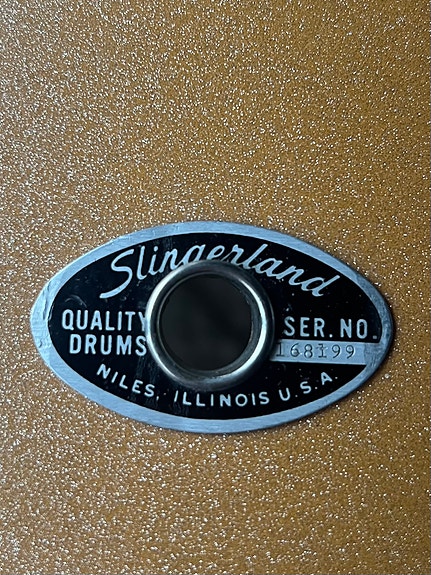 Slingerland
QUALITY SER. NO.
DRUMS 168199
NILES, ILLINOIS U.S.A.